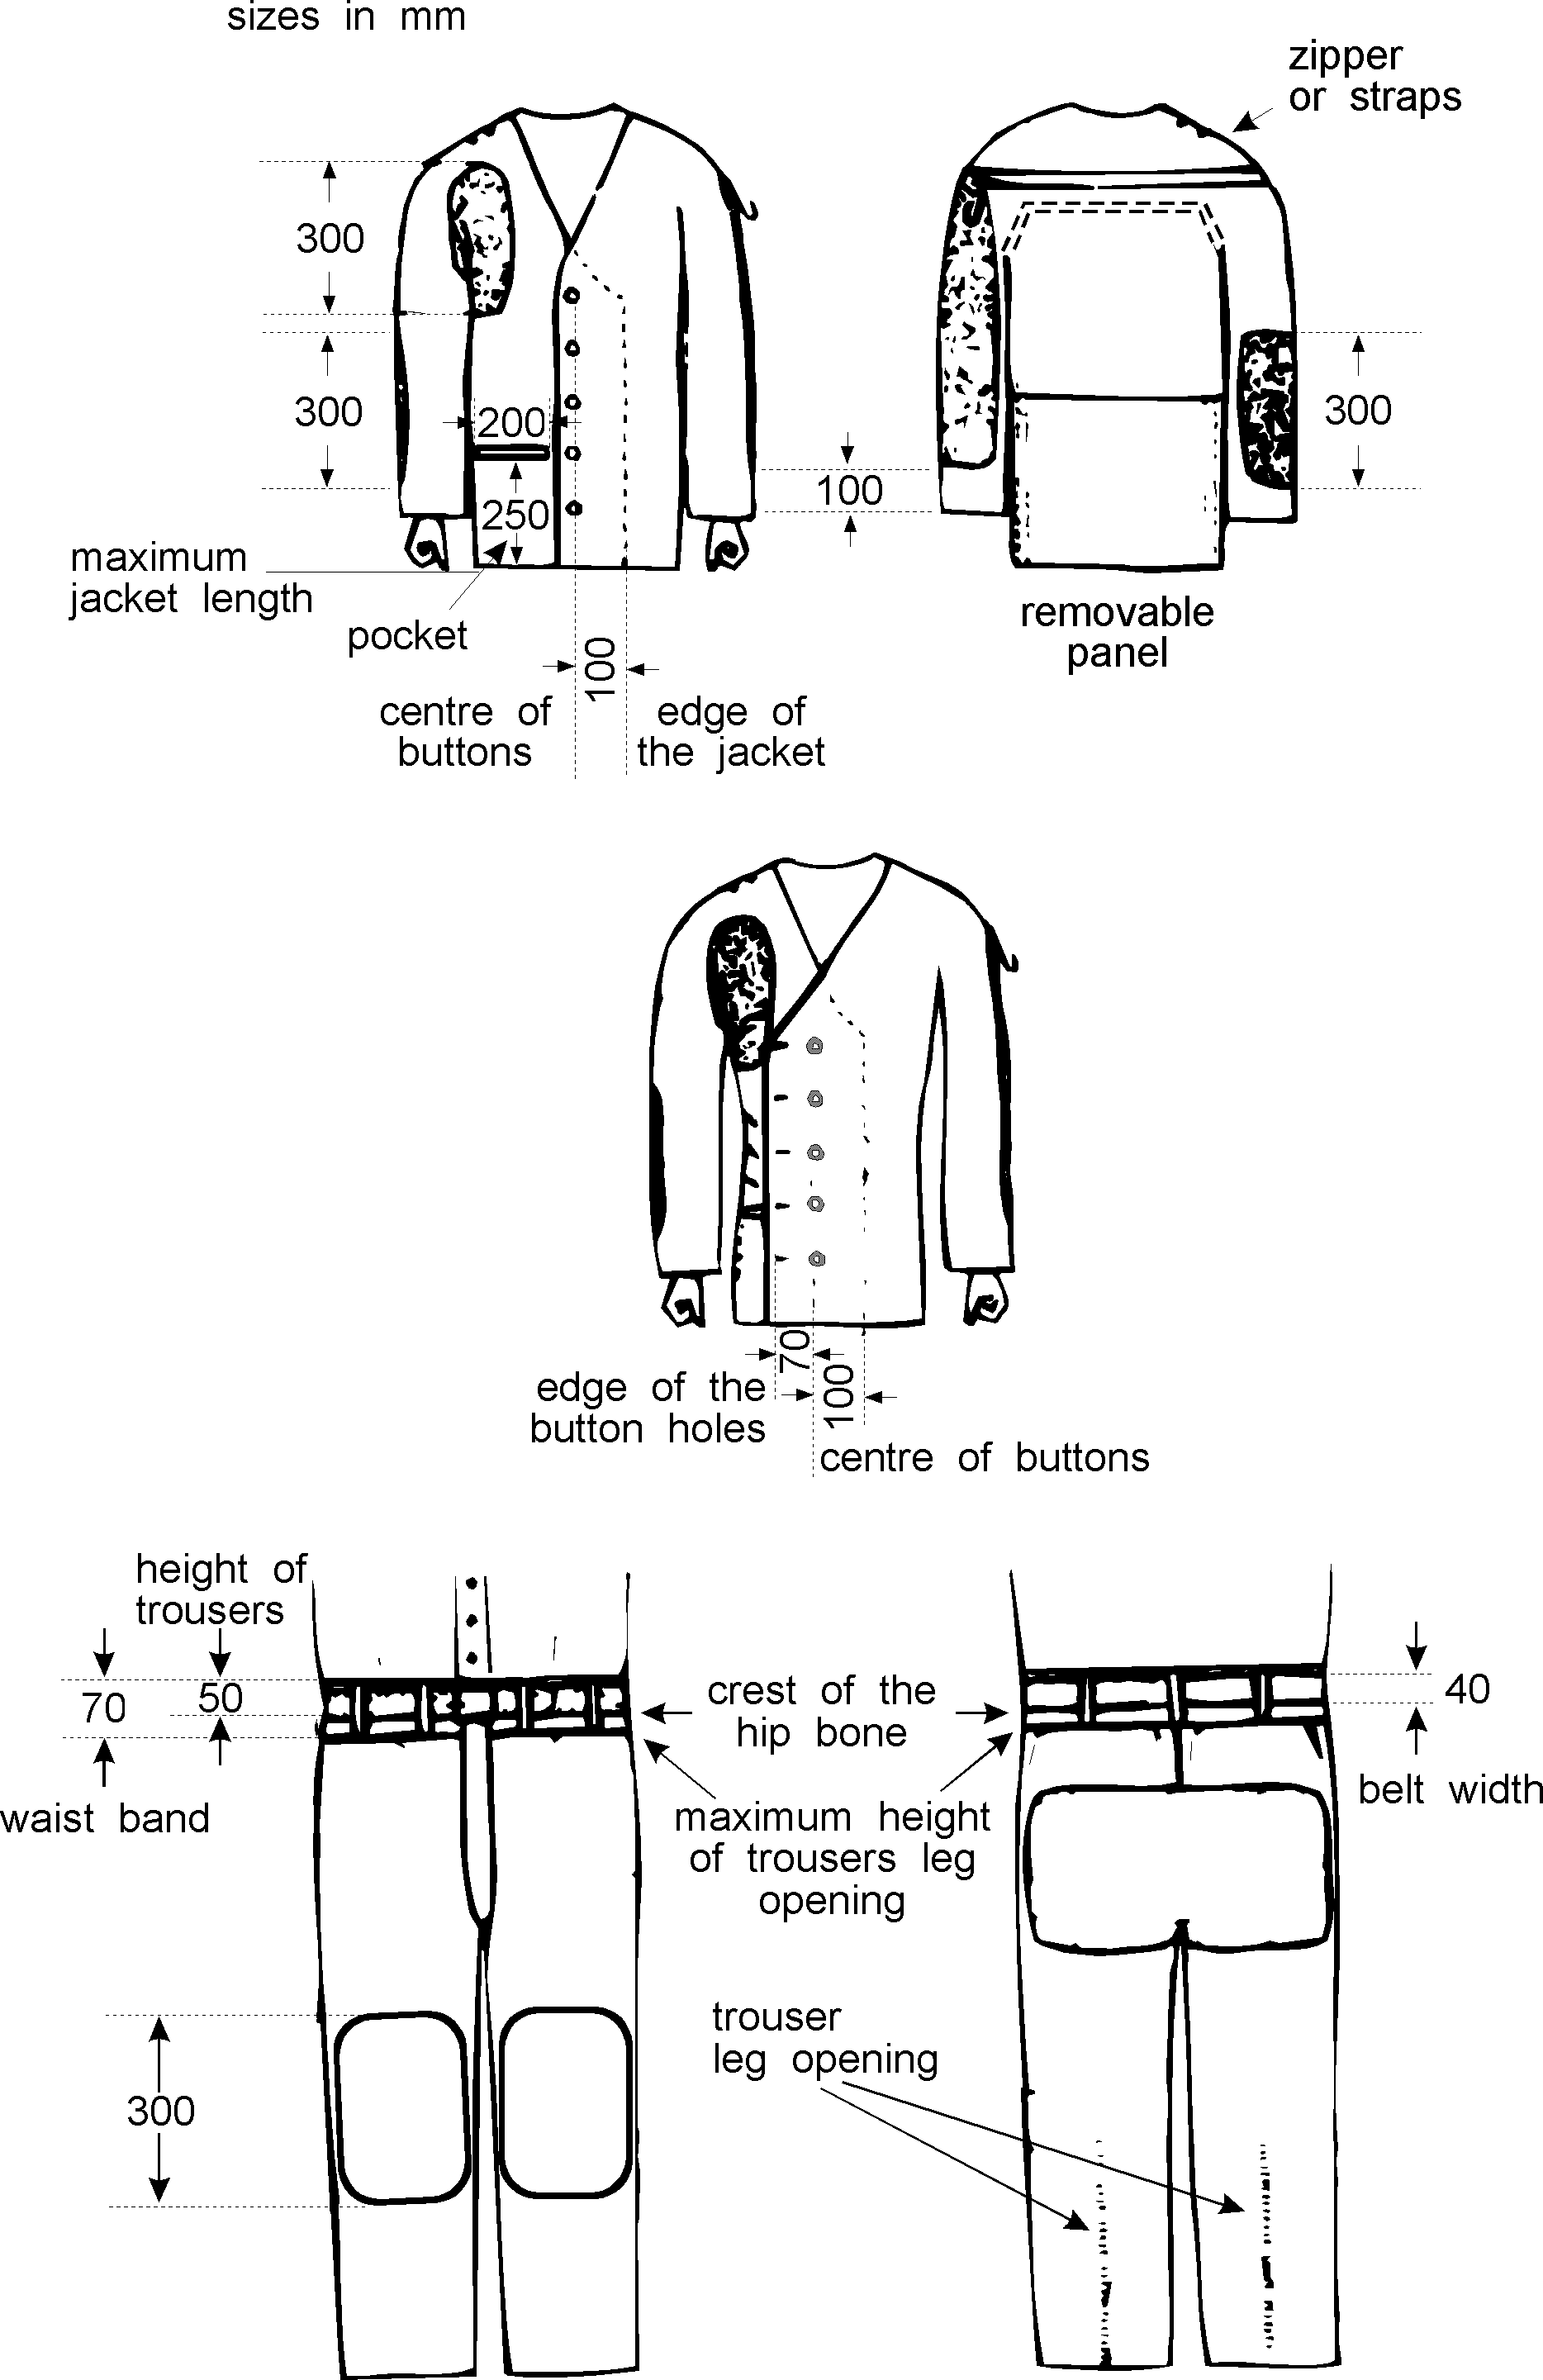 sizes in mm
zipper
or straps
300
300
200
250
100
300
maximum
jacket length
pocket
removable
panel
100
centre of
buttons
edge of
the jacket
70
100
edge of the
button holes
centre of buttons
height of
trousers
70
50
waist band
crest of the
hip bone
40
belt width
maximum height
of trousers leg
opening
trouser
leg opening
300